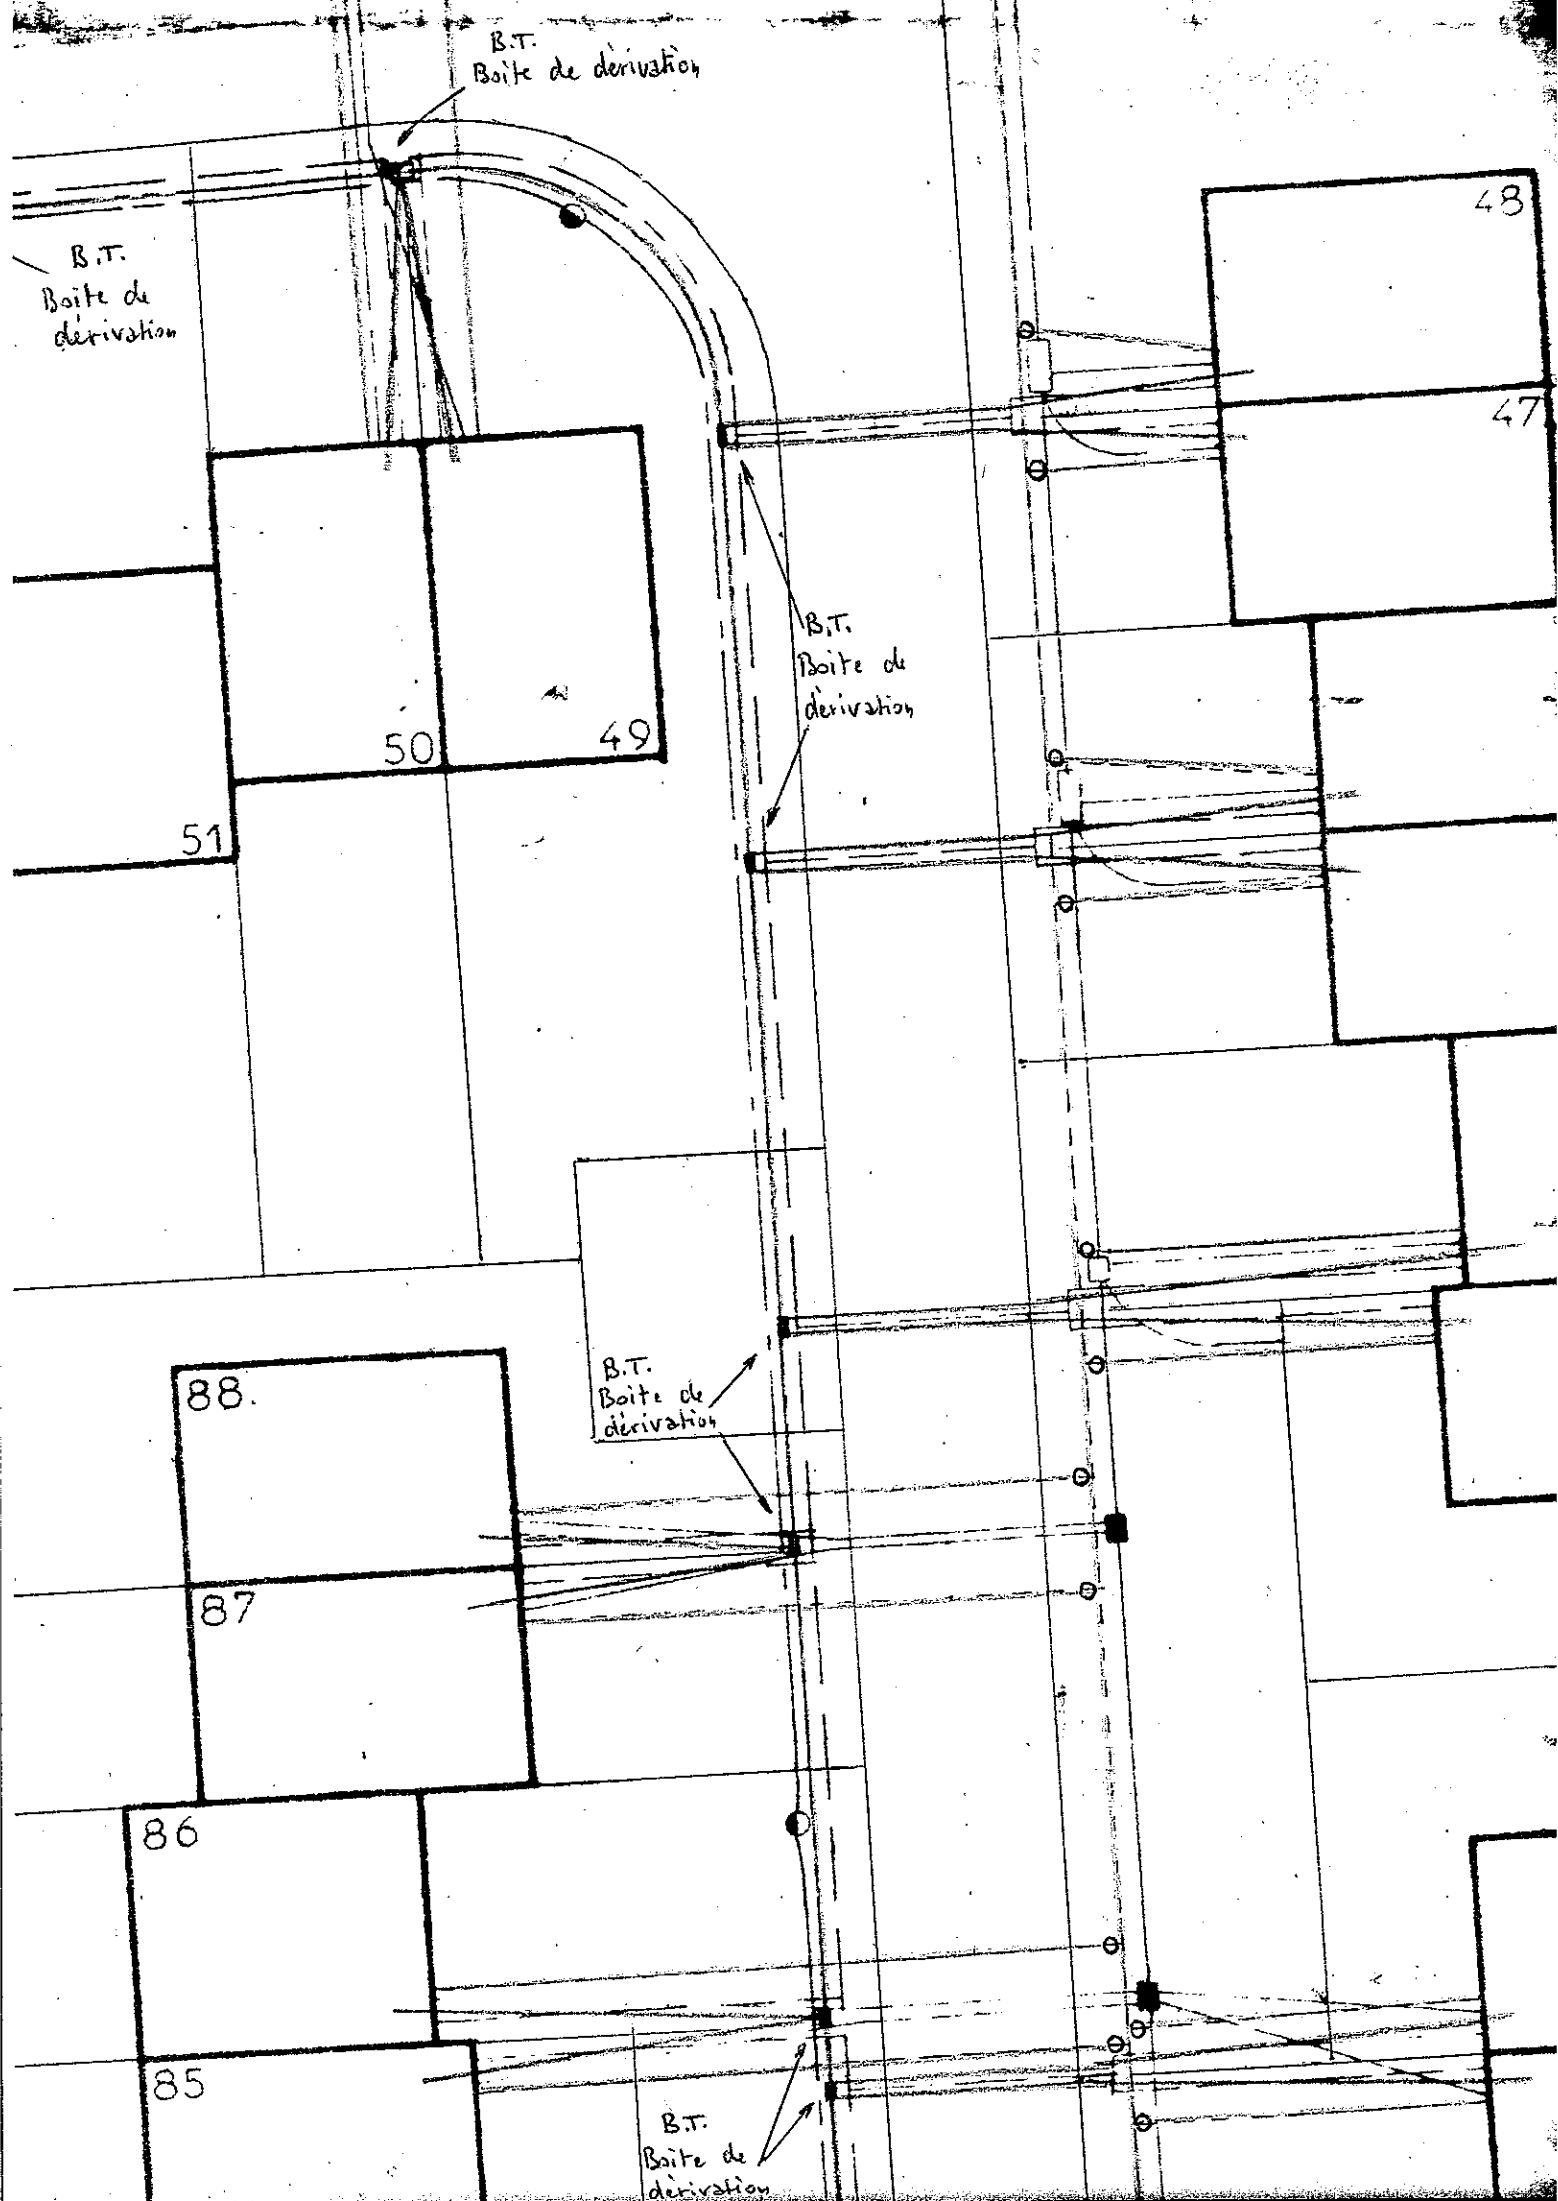 B.T.
Boite de dérivation
48
B.T.
Boite de
dérivation
47
B.T.
Boite de
dérivation
50
49
51
B.T.
Boite de
dérivation
88.
87
86
85
B.T.
Boite de
dérivation